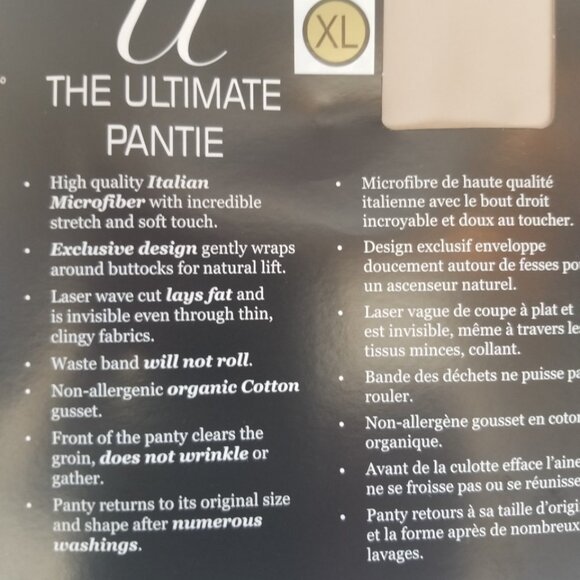 u
XL
THE ULTIMATE
PANTIE
• High quality Italian
Microfiber with incredible
stretch and soft touch.
• Exclusive design gently wraps
around buttocks for natural lift.
• Laser wave cut lays fat and
is invisible even through thin,
clingy fabrics.
• Waste band will not roll.
• Non-allergenic organic Cotton
gusset.
• Front of the panty clears the
groin, does not wrinkle or
gather.
• Panty returns to its original size
and shape after numerous
washings.
• Microfibre de haute qualité
italienne avec le bout droit
incroyable et doux au toucher.
• Design exclusif enveloppe
doucement autour de fesses
un ascenseur naturel.
• Laser vague de coupe à plat et
est invisible, même à travers
tissus minces, collant.
• Bande des déchets ne puisse
rouler.
• Non-allergène gousset en
organique.
• Avant de la culotte efface
ne se froisse pas ou se
• Panty retours à sa taille
et la forme après de
lavages.